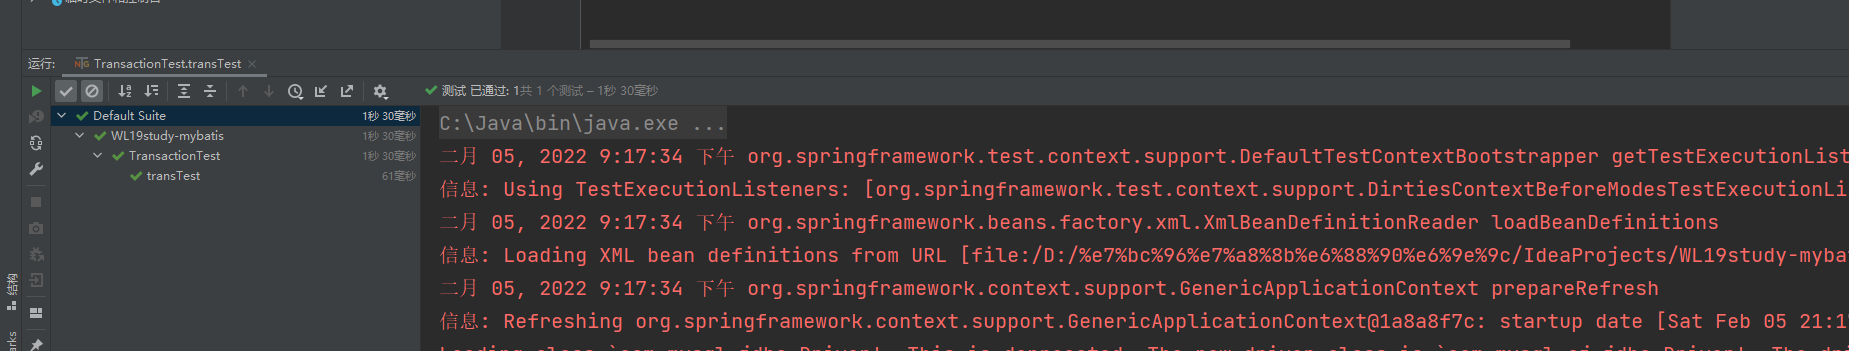 运行:
TransactionTest.transTest
测试 已通过: 1共 1 个测试 – 1秒 30毫秒
Default Suite 1秒 30毫秒
WL19study-mybatis 1秒 30毫秒
TransactionTest 1秒 30毫秒
transTest 61毫秒
C:\Java\bin\java.exe ...
二月 05, 2022 9:17:34 下午 org.springframework.test.context.support.DefaultTestContextBootstrapper getTestExecutionList
信息: Using TestExecutionListeners: [org.springframework.test.context.support.DirtiesContextBeforeModesTestExecutionLi
二月 05, 2022 9:17:34 下午 org.springframework.beans.factory.xml.XmlBeanDefinitionReader loadBeanDefinitions
信息: Loading XML bean definitions from URL [file:/D:/%e7%bc%96%e7%a8%8b%e6%88%90%e6%9e%9c/IdeaProjects/WL19study-myba
二月 05, 2022 9:17:34 下午 org.springframework.context.support.GenericApplicationContext prepareRefresh
信息: Refreshing org.springframework.context.support.GenericApplicationContext@1a8a8f7c: startup date [Sat Feb 05 21:1
结构